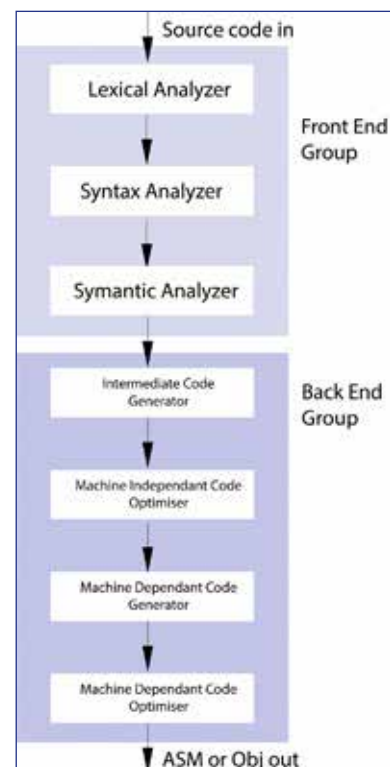 Source code in
Lexical Analyzer
Front End
Group
Syntax Analyzer
Symantic Analyzer
Intermediate Code
Generator
Back End
Group
Machine Independant Code
Optimiser
Machine Dependant Code
Generator
Machine Dependant Code
Optimiser
ASM or Obj out